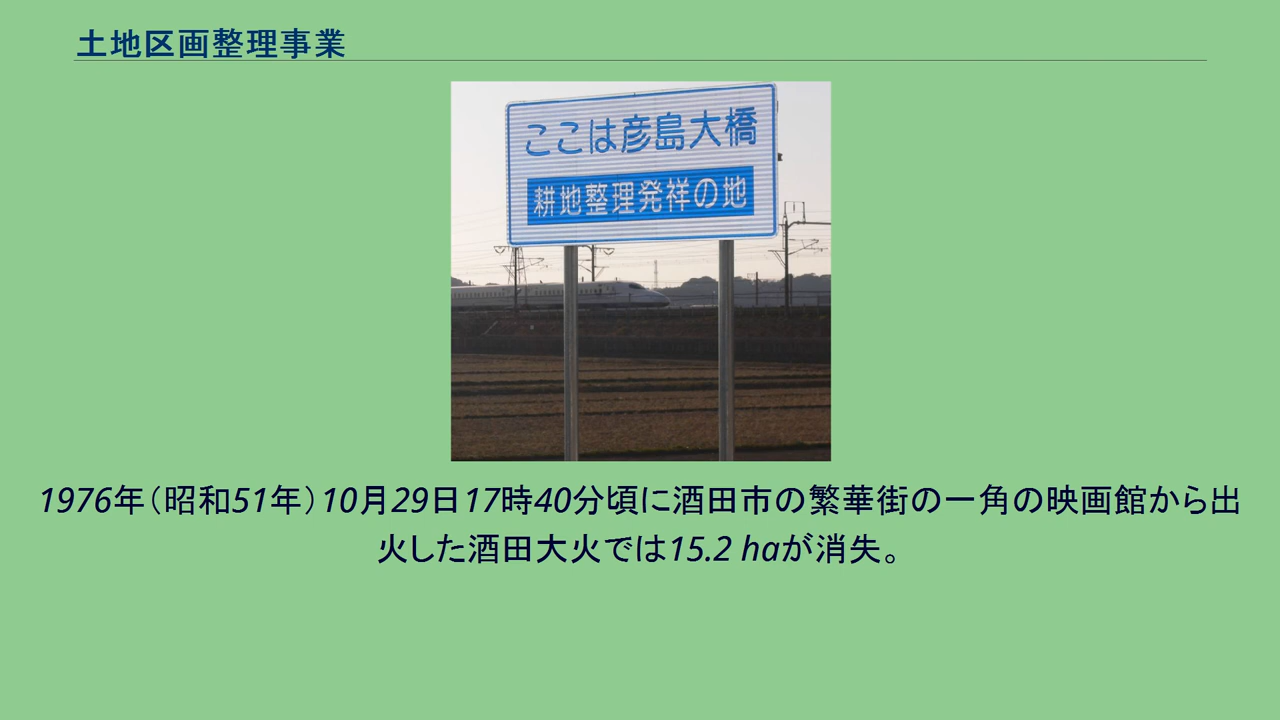 土地区画整理事業
ここは彦島大橋
耕地整理発祥の地
1976年（昭和51年）10月29日17時40分頃に酒田市の繁華街の一角の映画館から出
火した酒田大火では15.2 haが消失。